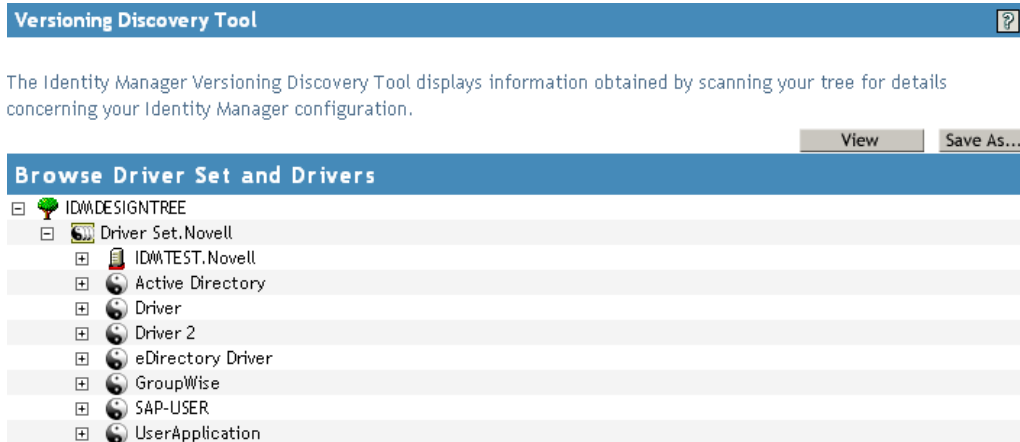 Versioning Discovery Tool
?
The Identity Manager Versioning Discovery Tool displays information obtained by scanning your tree for details
concerning your Identity Manager configuration.
View
Save As...
Browse Driver Set and Drivers
IDMDESIGNTREE
Driver Set.Novell
IDMTEST.Novell
Active Directory
Driver
Driver 2
eDirectory Driver
GroupWise
SAP-USER
UserApplication